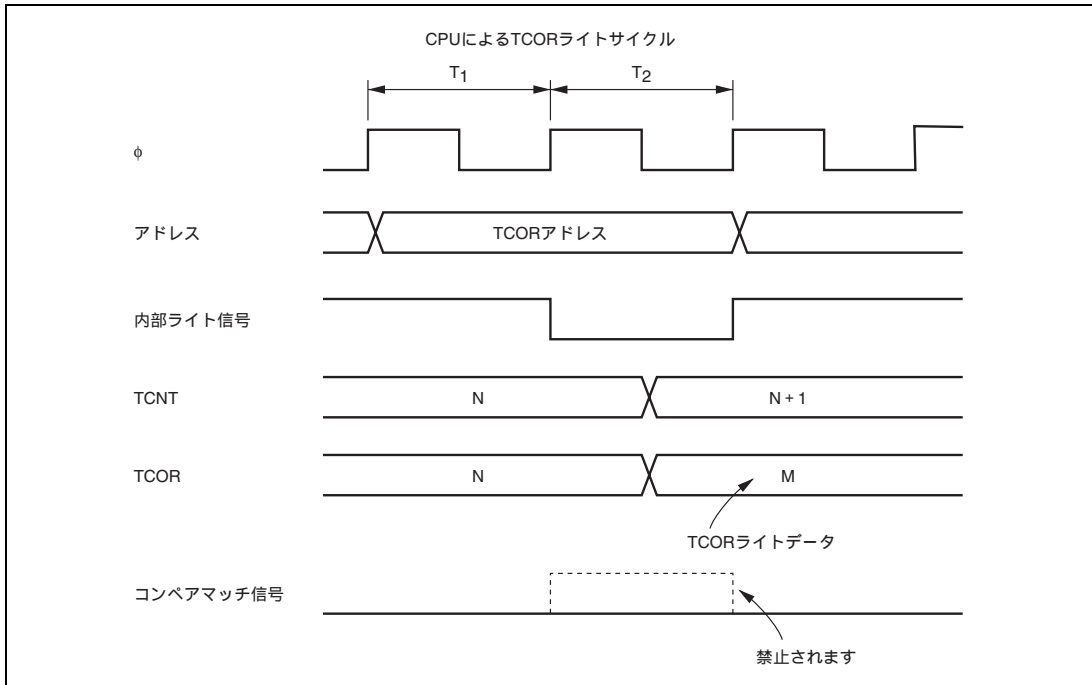 CPUによるTCORライトサイクル
T1 T2
φ
アドレス TCORアドレス
内部ライト信号
TCNT N N + 1
TCOR N M
TCORライトデータ
コンペアマッチ信号
禁止されます